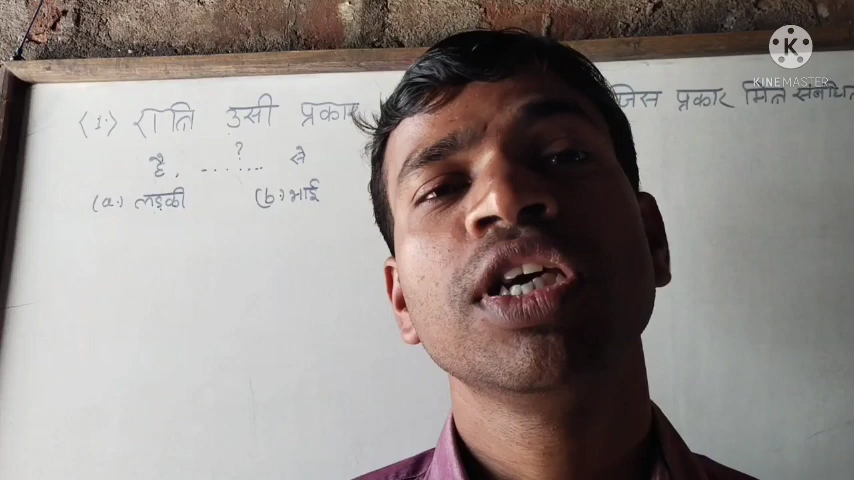 <1.> राति उसी प्रकार जिस प्रकार मित्र संबंधित
है, ...?.... से
(a.) लड़की (b.) भाई
K
KINEMASTER